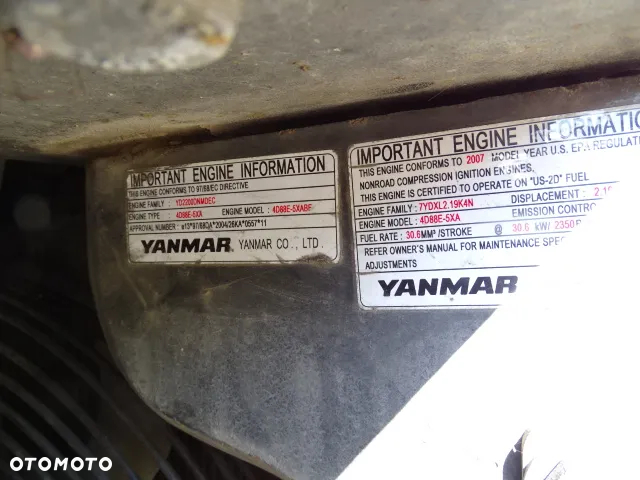 IMPORTANT ENGINE INFORMATION
THIS ENGINE CONFORMS TO 97/68/EC DIRECTIVE
ENGINE FAMILY :
ENGINE TYPE : 4D88E-5XA ENGINE MODEL : 4D88E-5XABF
APPROVAL NUMBER :
YANMAR YANMAR CO., LTD.
IMPORTANT ENGINE INFORMATIO
THIS ENGINE CONFORMS TO 2007 MODEL YEAR U.S. EPA REGULATI
NONROAD COMPRESSION IGNITION ENGINES.
THIS ENGINE IS CERTIFIED TO OPERATE ON "US-2D" FUEL
ENGINE FAMILY : 7YDXL2.19K4N DISPLACEMENT : 2.19
ENGINE MODEL : 4D88E-5XA EMISSION CONTRO
FUEL RATE : 30.6MM³/STROKE @ 30.6 kW/ 2350
REFER OWNER'S MANUAL FOR MAINTENANCE SPEC
ADJUSTMENTS
YANMAR
OTOMOTO